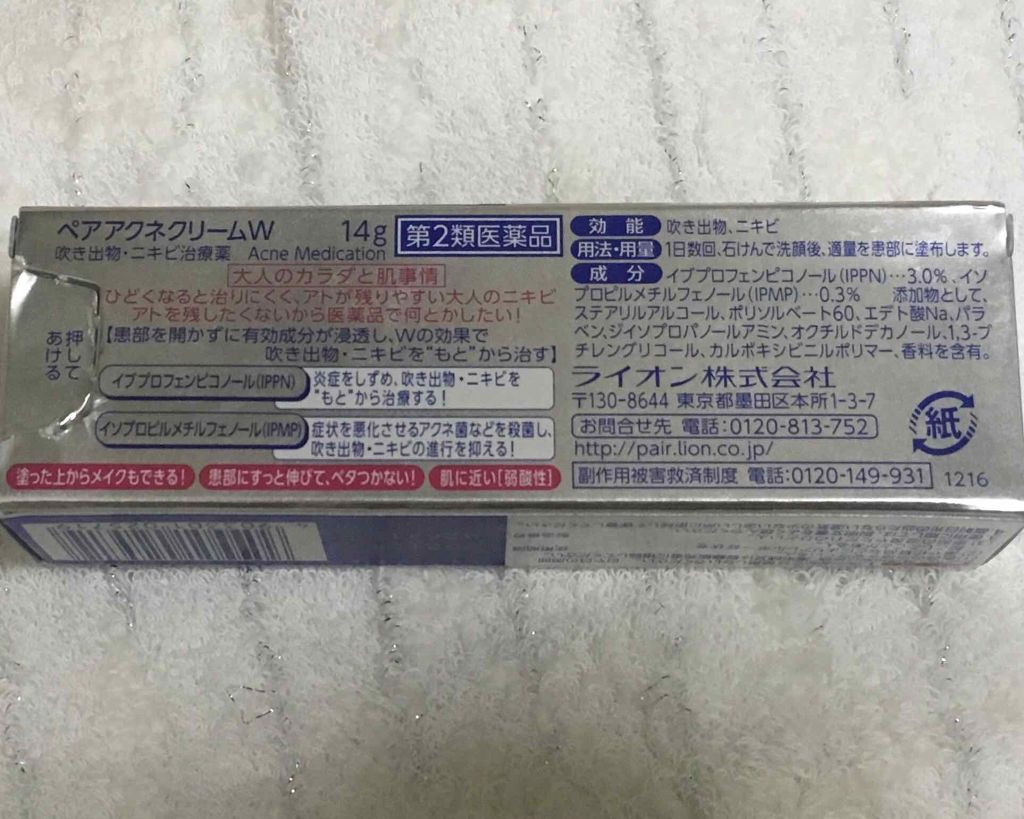 ペアアクネクリームW 14g 第2類医薬品
吹き出物・ニキビ治療薬 Acne Medication
大人のカラダと肌事情
ひどくなると治りにくく、アトが残りやすい大人のニキビ
アトを残したくないから医薬品で何とかしたい!
【患部を開かずに有効成分が浸透し、Wの効果で
吹き出物・ニキビを"もと"から治す】
押して
あける
イブプロフェンピコノール(IPPN)
炎症をしずめ、吹き出物・ニキビを
"もと"から治療する!
イソプロピルメチルフェノール(IPMP)
症状を悪化させるアクネ菌などを殺菌し、
吹き出物・ニキビの進行を抑える!
塗った上からメイクもできる! 患部にすっと伸びて、ベタつかない! 肌に近い[弱酸性]
効能 吹き出物、ニキビ
用法・用量 1日数回、石けんで洗顔後、適量を患部に塗布します。
成分 イブプロフェンピコノール(IPPN)…3.0%、イソ
プロピルメチルフェノール(IPMP)…0.3% 添加物として、
ステアリルアルコール、ポリソルベート60、エデト酸Na、パラ
ベン、ジイソプロパノールアミン、オクチルドデカノール、1,3-ブ
チレングリコール、カルボキシビニルポリマー、香料を含有。
ライオン株式会社
〒130-8644 東京都墨田区本所1-3-7
お問合せ先 電話:0120-813-752
http://pair.lion.co.jp/
紙
副作用被害救済制度 電話:0120-149-931 1216